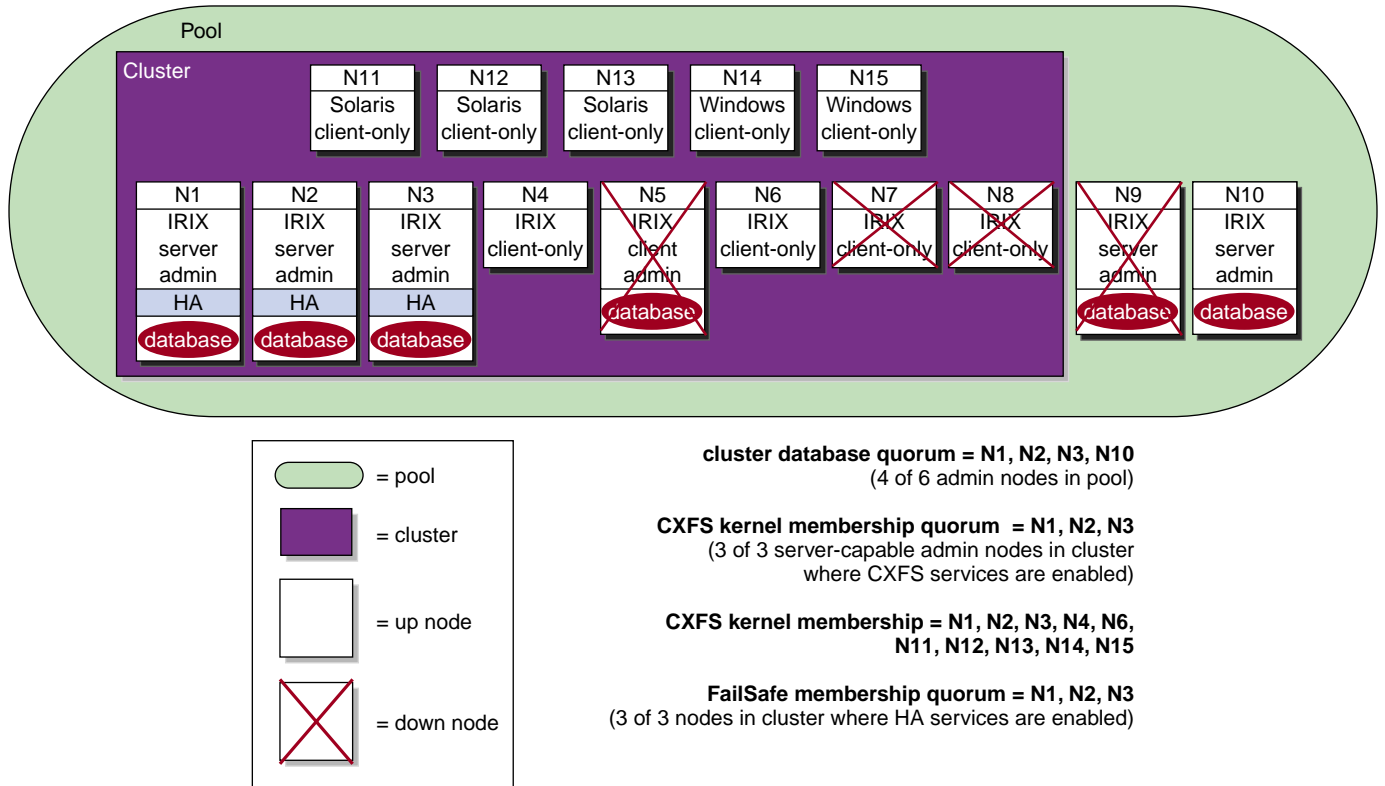 Pool
Cluster
N11
Solaris
client-only
N12
Solaris
client-only
N13
Solaris
client-only
N14
Windows
client-only
N15
Windows
client-only
N1
IRIX
server
admin
HA
database
N2
IRIX
server
admin
HA
database
N3
IRIX
server
admin
HA
database
N4
IRIX
client-only
N5
IRIX
client
admin
database
N6
IRIX
client-only
N7
IRIX
client-only
N8
IRIX
client-only
N9
IRIX
server
admin
database
N10
IRIX
server
admin
database
= pool
= cluster
= up node
= down node
cluster database quorum = N1, N2, N3, N10
(4 of 6 admin nodes in pool)
CXFS kernel membership quorum = N1, N2, N3
(3 of 3 server-capable admin nodes in cluster
where CXFS services are enabled)
CXFS kernel membership = N1, N2, N3, N4, N6,
N11, N12, N13, N14, N15
FailSafe membership quorum = N1, N2, N3
(3 of 3 nodes in cluster where HA services are enabled)